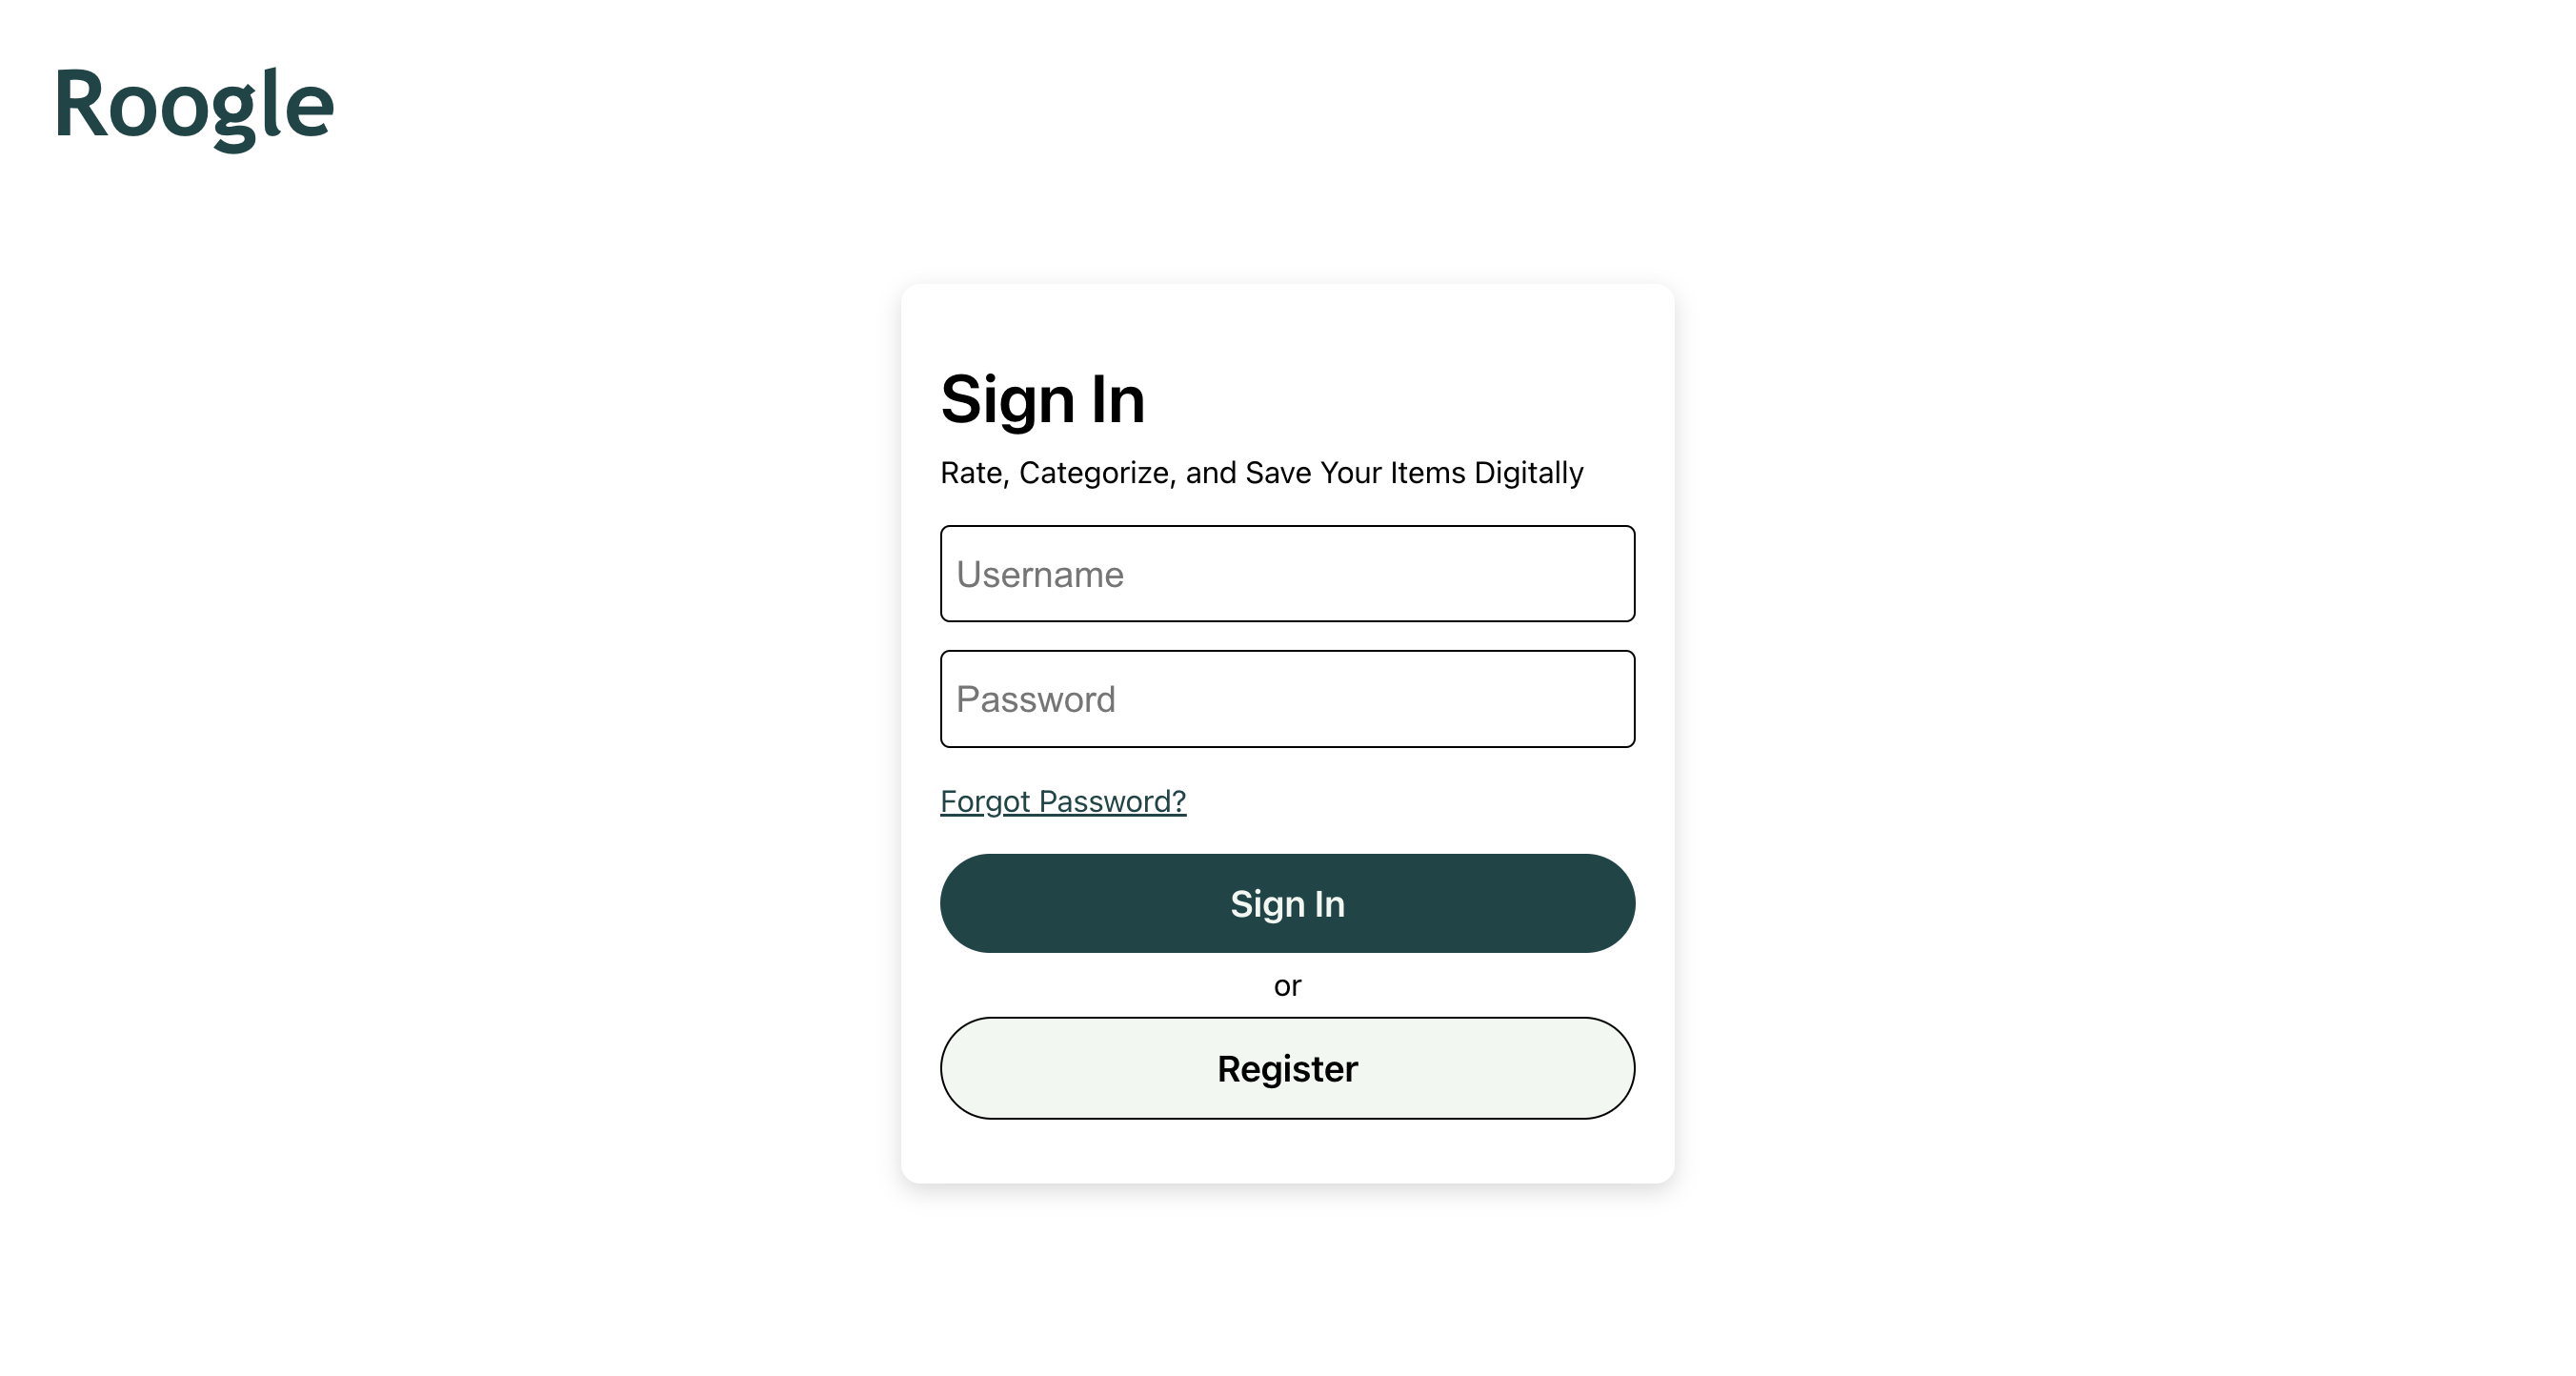 Roogle
Sign In
Rate, Categorize, and Save Your Items Digitally
Username
Password
Forgot Password?
Sign In
or
Register